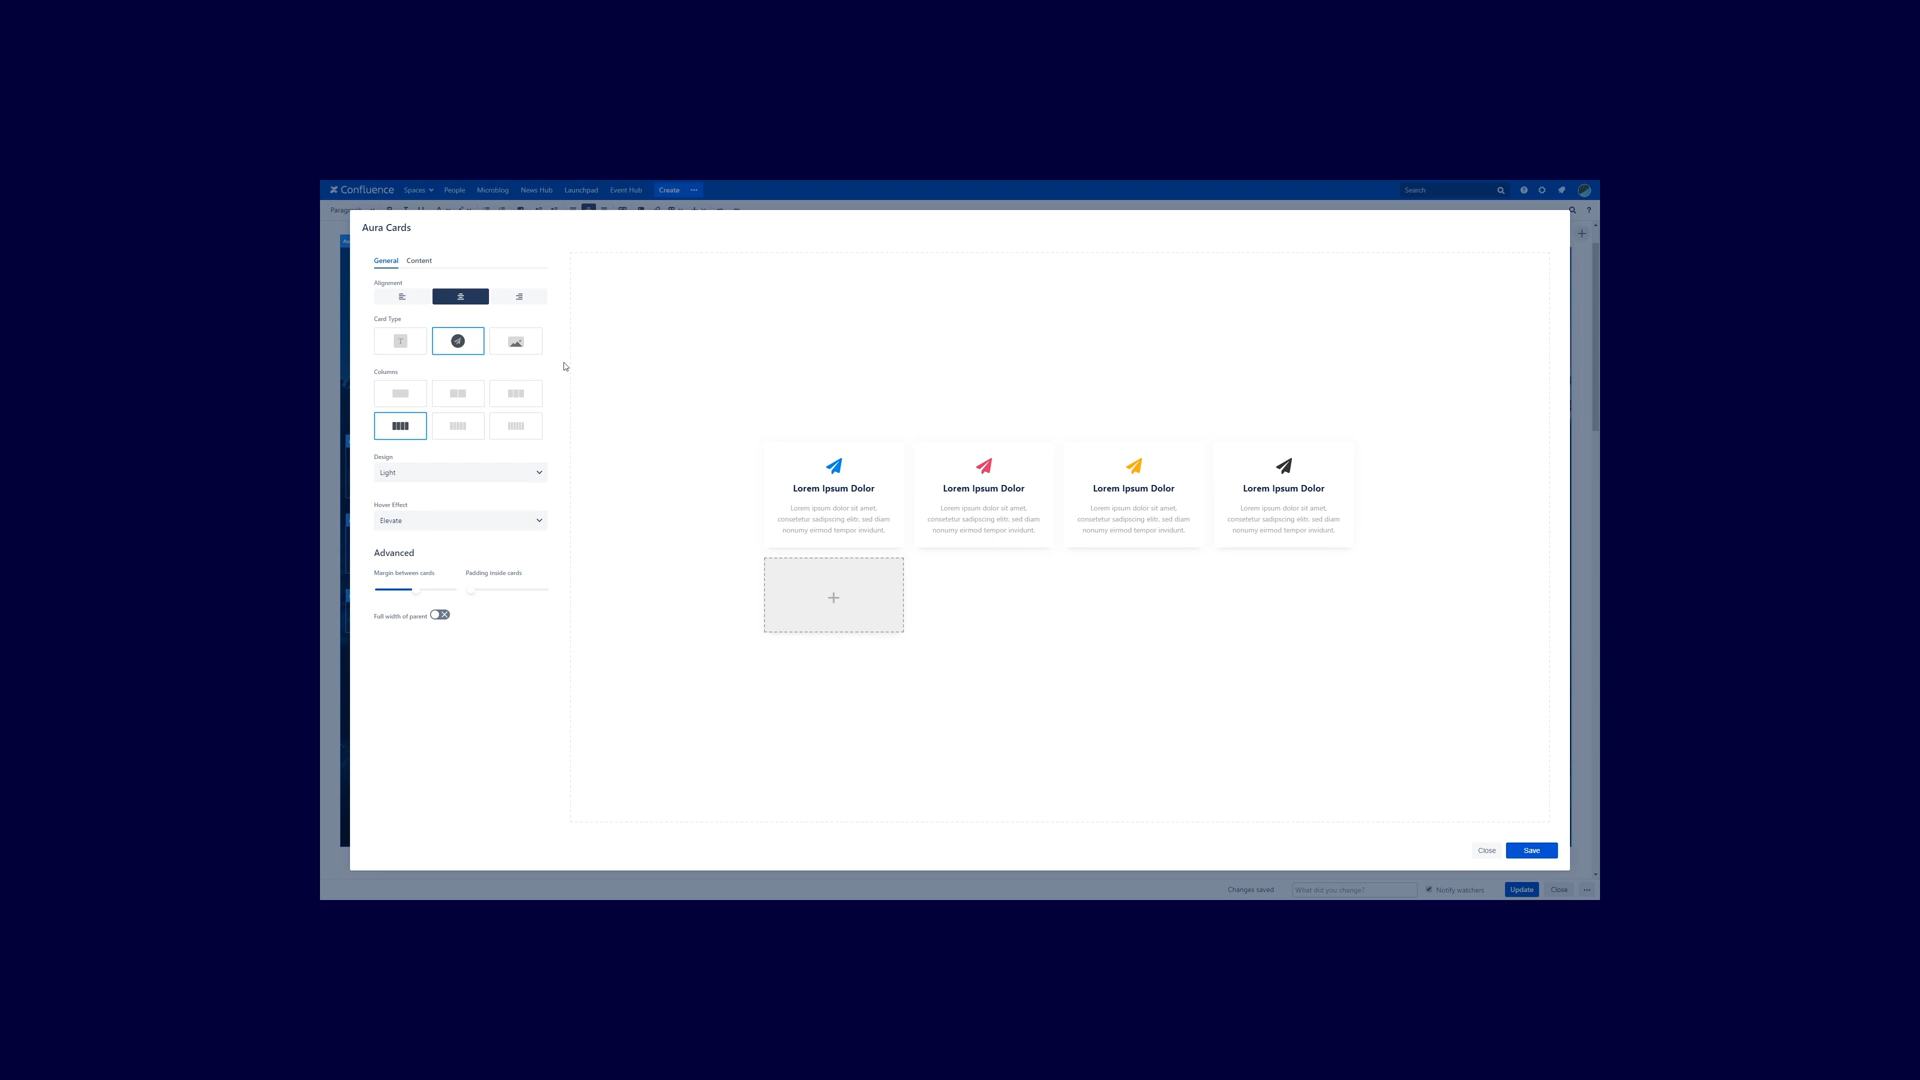 Confluence Spaces People Microblog News Hub Launchpad Event Hub Create ··· Search
Aura Cards
General Content
Alignment
Card Type
T
Columns
Design
Light
Hover Effect
Elevate
Advanced
Margin between cards Padding inside cards
Full width of parent
Lorem Ipsum Dolor
Lorem ipsum dolor sit amet,
consetetur sadipscing elitr, sed diam
nonumy eirmod tempor invidunt.
Lorem Ipsum Dolor
Lorem ipsum dolor sit amet,
consetetur sadipscing elitr, sed diam
nonumy eirmod tempor invidunt.
Lorem Ipsum Dolor
Lorem ipsum dolor sit amet,
consetetur sadipscing elitr, sed diam
nonumy eirmod tempor invidunt.
Lorem Ipsum Dolor
Lorem ipsum dolor sit amet,
consetetur sadipscing elitr, sed diam
nonumy eirmod tempor invidunt.
Close Save
Changes saved What did you change? Notify watchers Update Close ···